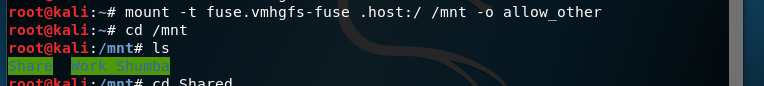 root@kali:~# mount -t fuse.vmhgfs-fuse .host:/ /mnt -o allow_other
root@kali:~# cd /mnt
root@kali:/mnt# ls
Share  Work Shumba
root@kali:/mnt# cd Shared